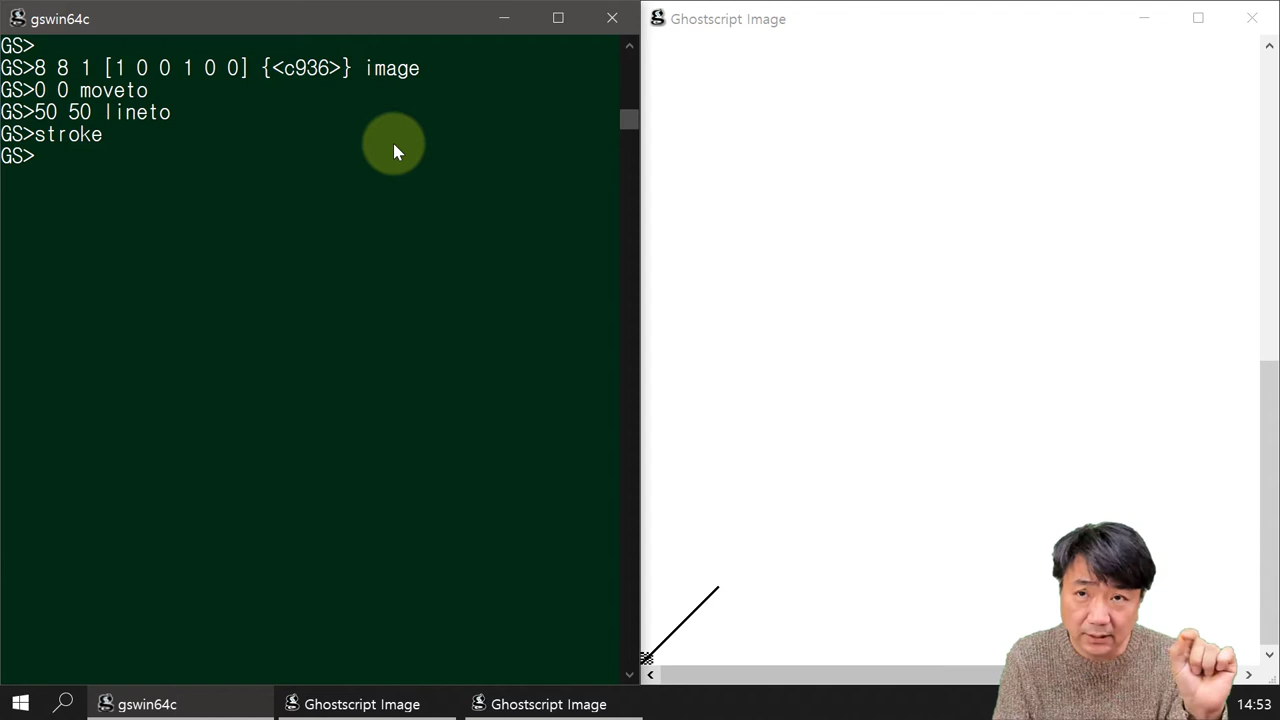 gswin64c
Ghostscript Image
GS>
GS>8 8 1 [1 0 0 1 0 0] {<c936>} image
GS>0 0 moveto
GS>50 50 lineto
GS>stroke
GS>
gswin64c
Ghostscript Image
Ghostscript Image
14:53